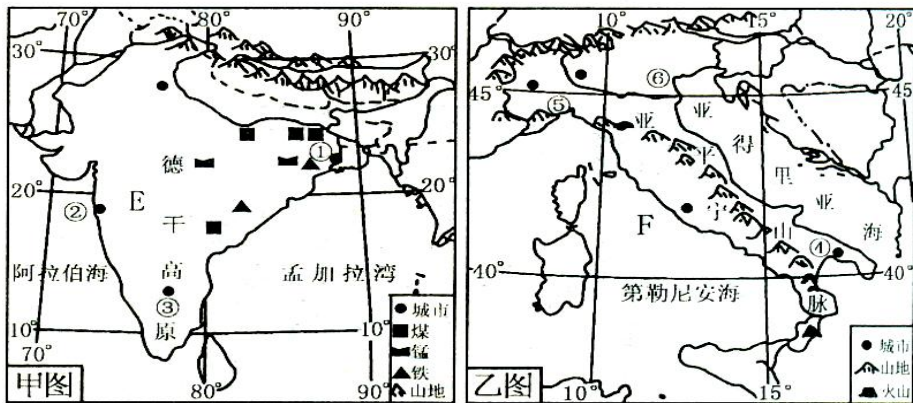 70° 80° 90°
30° 30°
①
德
20° E 20°
②
干
阿拉伯海 高 孟加拉湾
③
原
10° 10°
70° 80° 90°
城市
煤
锰
铁
山地
甲图
10° 15° 20°
⑥
45° 45°
⑤
亚 亚
平 得
里
宁 亚
F 山 海
④
40° 40°
第勒尼安海
脉
10° 15°
城市
山地
火山
乙图